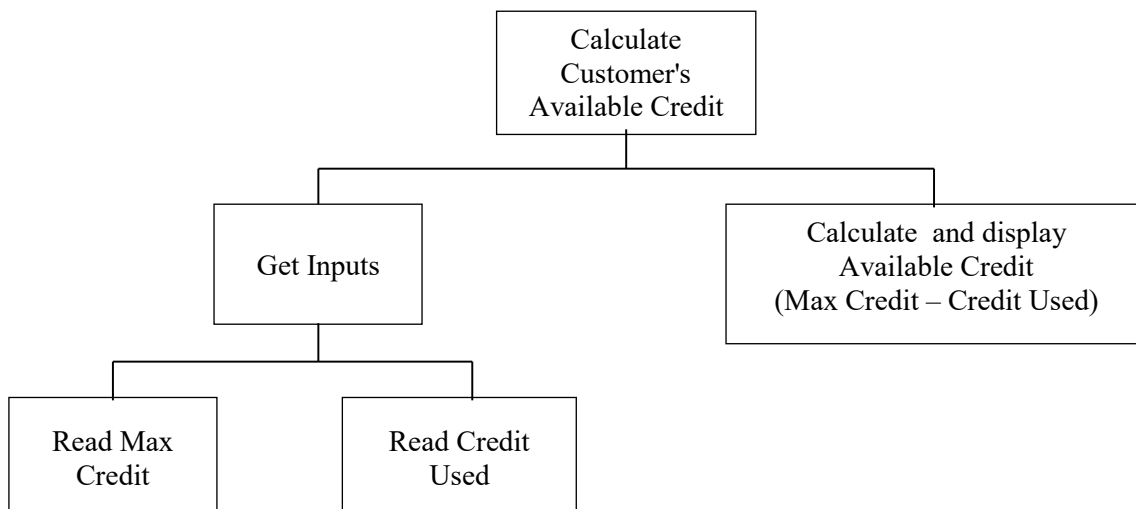 Calculate
Customer's
Available Credit
Get Inputs
Calculate and display
Available Credit
(Max Credit – Credit Used)
Read Max
Credit
Read Credit
Used